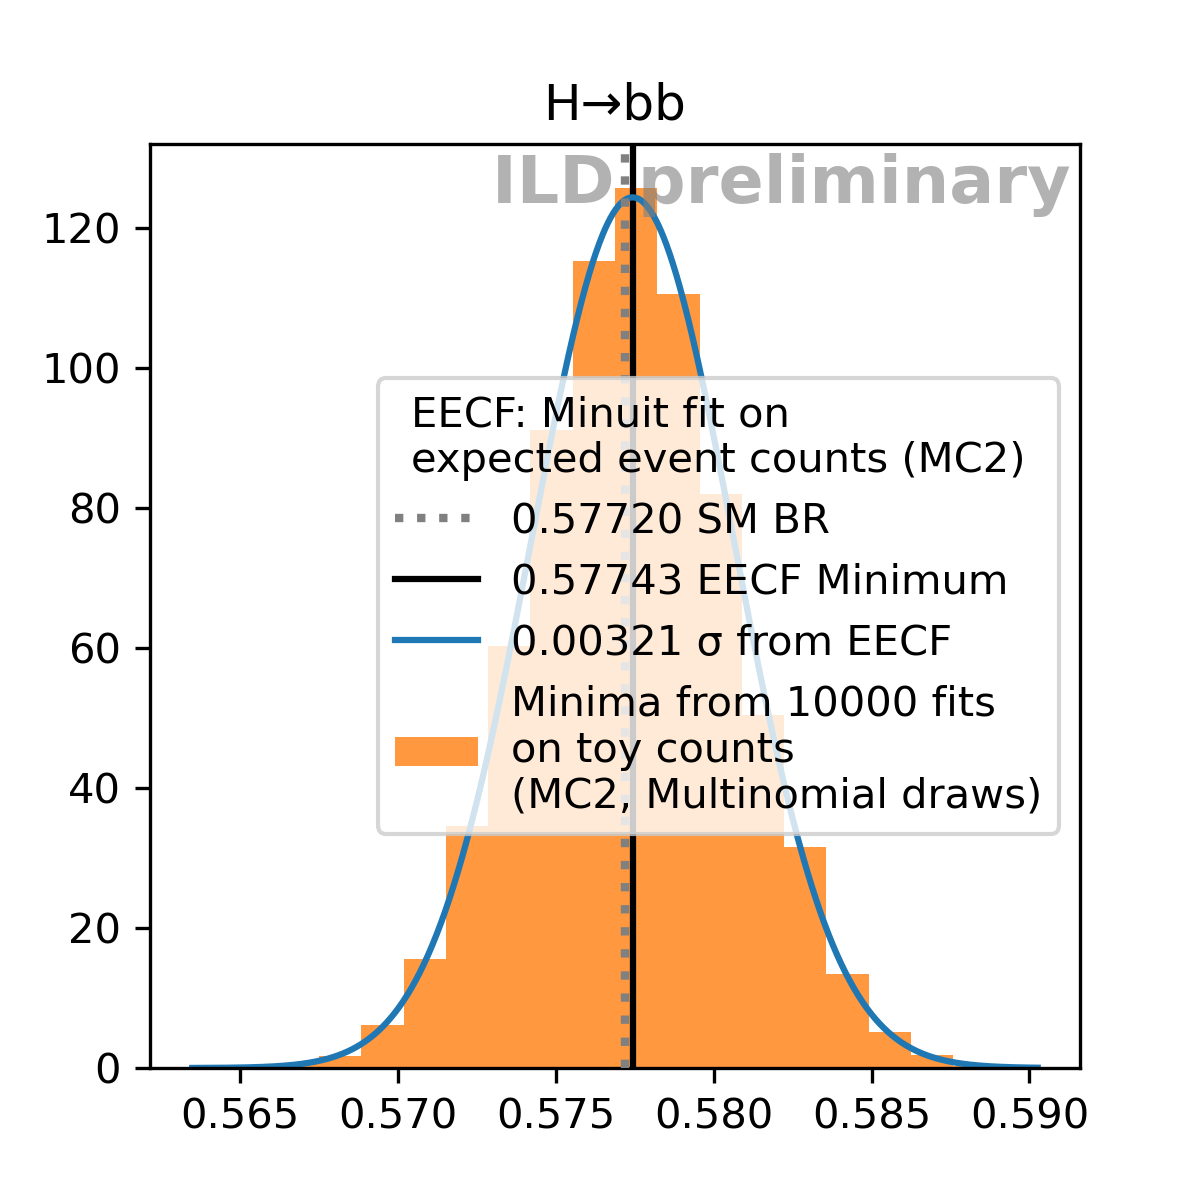 H→bb
ILD preliminary
120
100
80
60
40
20
0
EECF: Minuit fit on
expected event counts (MC2)
0.57720 SM BR
0.57743 EECF Minimum
0.00321 σ from EECF
Minima from 10000 fits
on toy counts
(MC2, Multinomial draws)
0.565 0.570 0.575 0.580 0.585 0.590